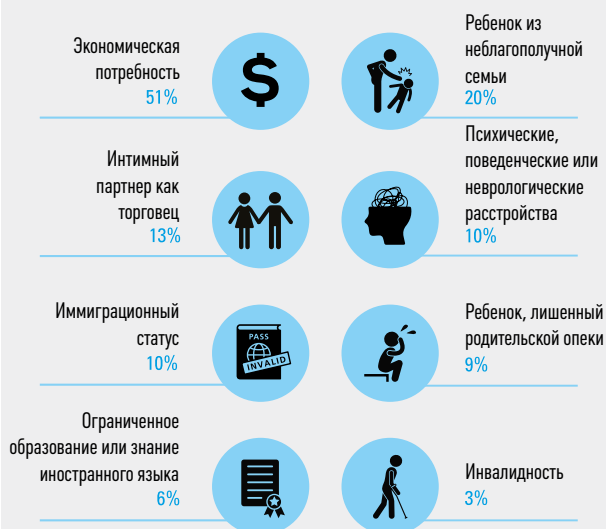 Экономическая
потребность
51%
Ребенок из
неблагополучной
семьи
20%
Интимный
партнер как
торговец
13%
Психические,
поведенческие или
неврологические
расстройства
10%
Иммиграционный
статус
10%
PASS
INVALID
Ребенок, лишенный
родительской опеки
9%
Ограниченное
образование или знание
иностранного языка
6%
Инвалидность
3%